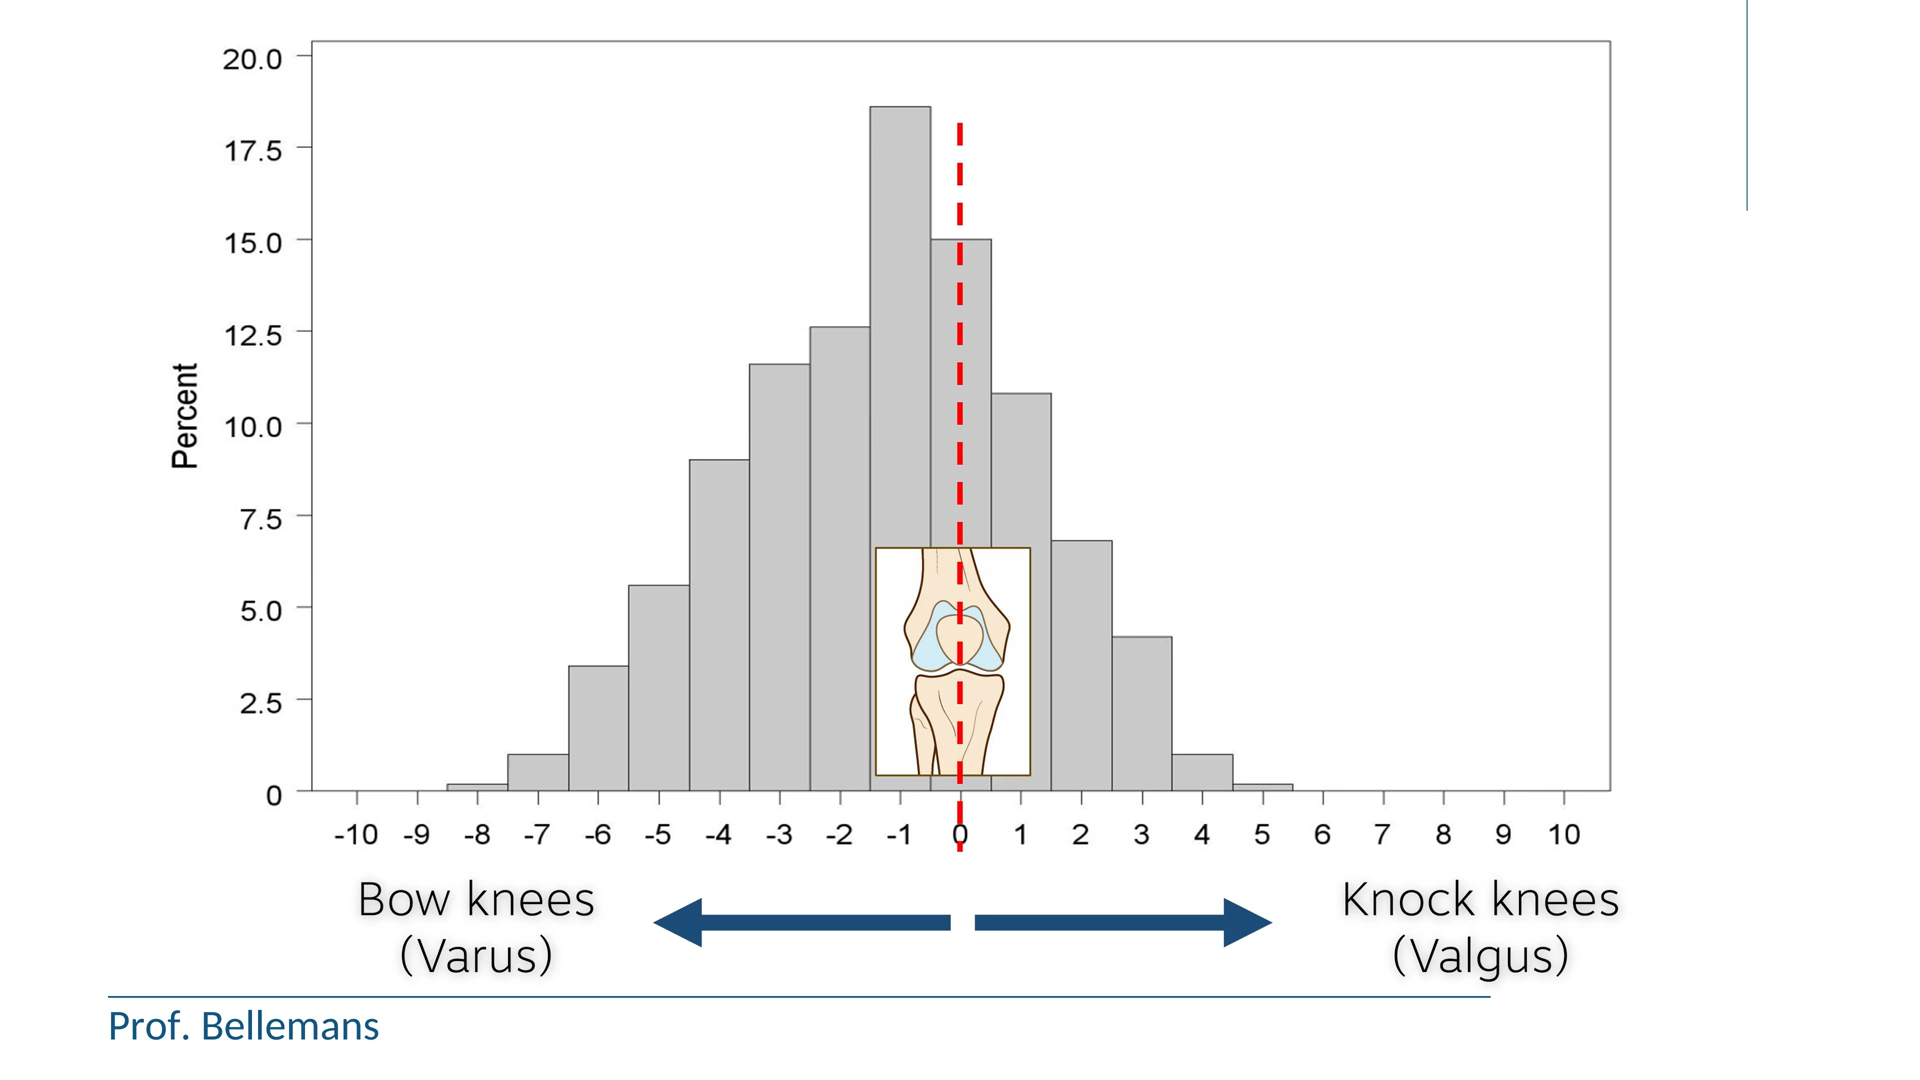 20.0
17.5
15.0
12.5
10.0
7.5
5.0
2.5
0
Percent
-10 -9 -8 -7 -6 -5 -4 -3 -2 -1 0 1 2 3 4 5 6 7 8 9 10
Bow knees
(Varus)
Knock knees
(Valgus)
Prof. Bellemans